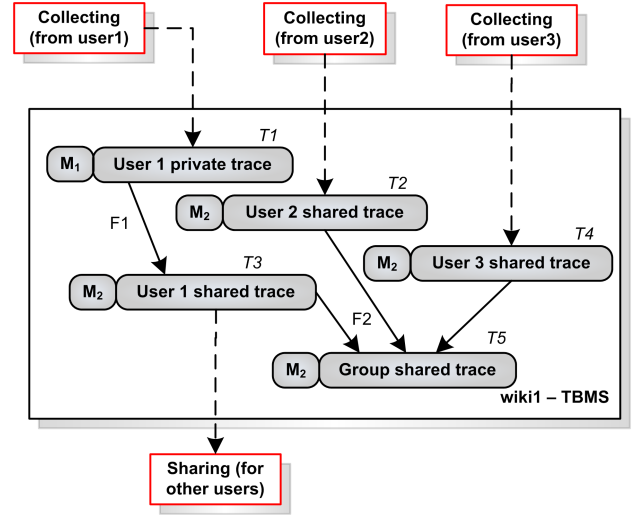 Collecting
(from user1)
Collecting
(from user2)
Collecting
(from user3)
T1
M1 User 1 private trace
T2
M2 User 2 shared trace
F1
T4
M2 User 3 shared trace
T3
M2 User 1 shared trace
F2
T5
M2 Group shared trace
wiki1 – TBMS
Sharing (for
other users)